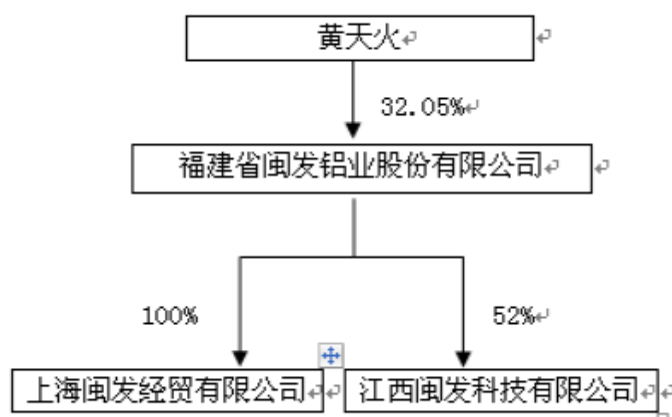 黄天火
32.05%
福建省闽发铝业股份有限公司
100%
52%
上海闽发经贸有限公司
江西闽发科技有限公司